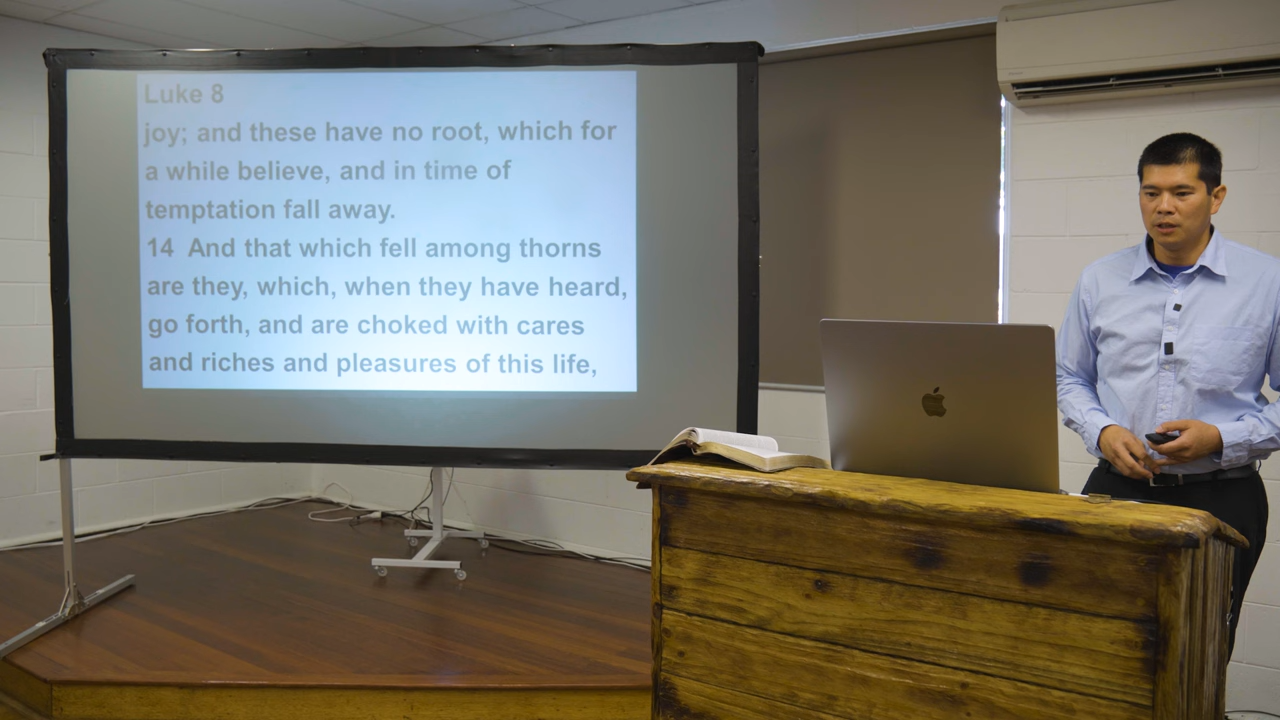 Luke 8
joy; and these have no root, which for
a while believe, and in time of
temptation fall away.
14 And that which fell among thorns
are they, which, when they have heard,
go forth, and are choked with cares
and riches and pleasures of this life,